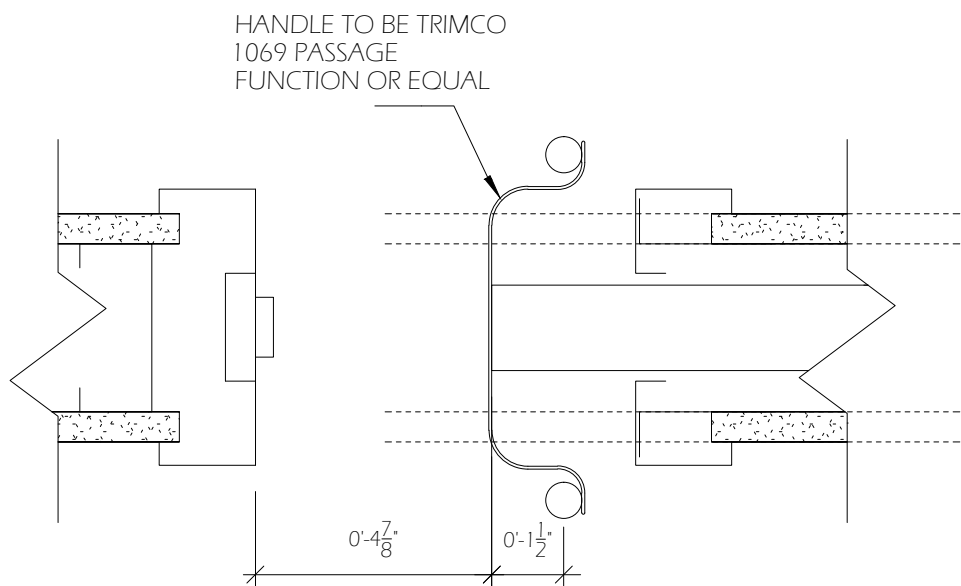 HANDLE TO BE TRIMCO
1069 PASSAGE
FUNCTION OR EQUAL
0'-4 7/8"
0'-1 1/2"